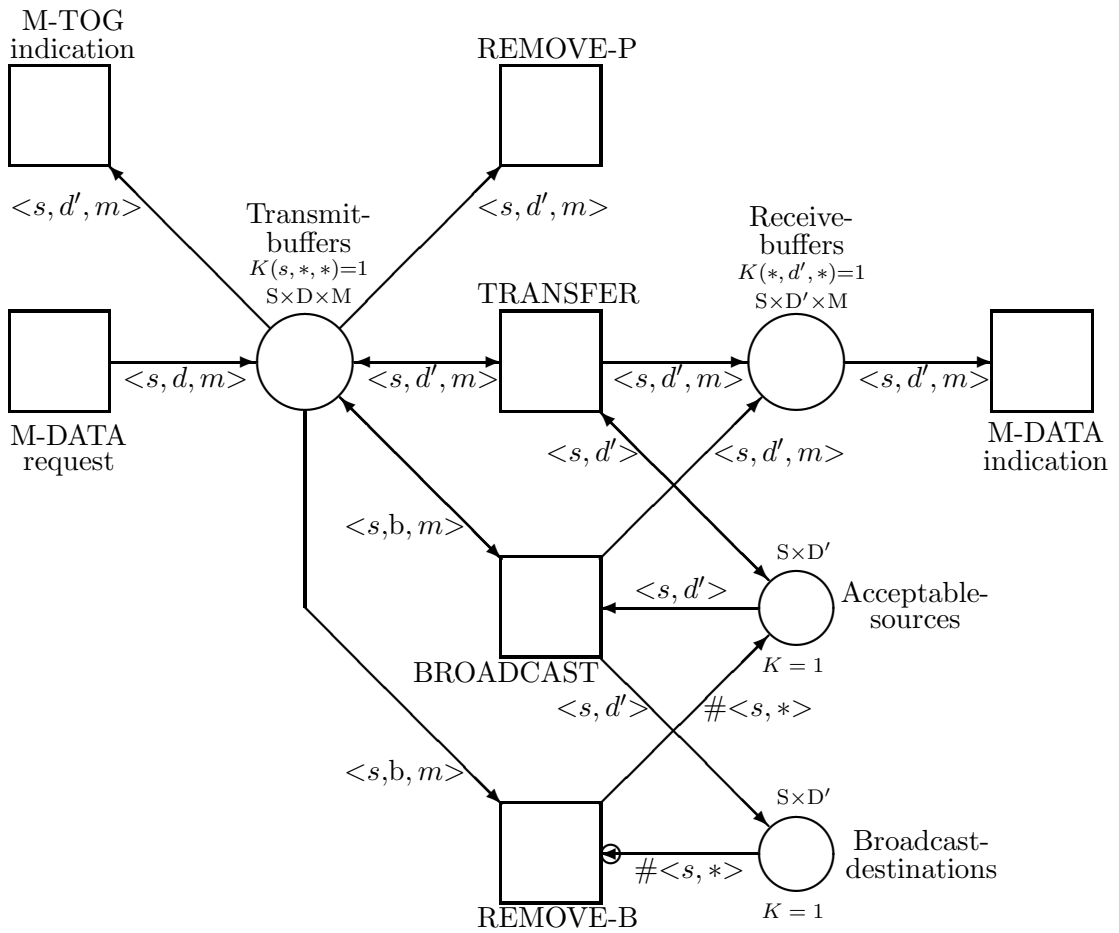 M-TOG
indication
REMOVE-P
<s, d′, m>
<s, d′, m>
Transmit-
buffers
K(s, ∗, ∗)=1
S×D×M
Receive-
buffers
K(∗, d′, ∗)=1
S×D′×M
TRANSFER
<s, d, m>
<s, d′, m>
<s, d′, m>
<s, d′, m>
M-DATA
request
M-DATA
indication
<s, d′>
<s, d′, m>
<s,b, m>
S×D′
<s, d′>
Acceptable-
sources
BROADCAST
K = 1
<s, d′>
#<s, ∗>
<s,b, m>
S×D′
Broadcast-
destinations
#<s, ∗>
REMOVE-B
K = 1